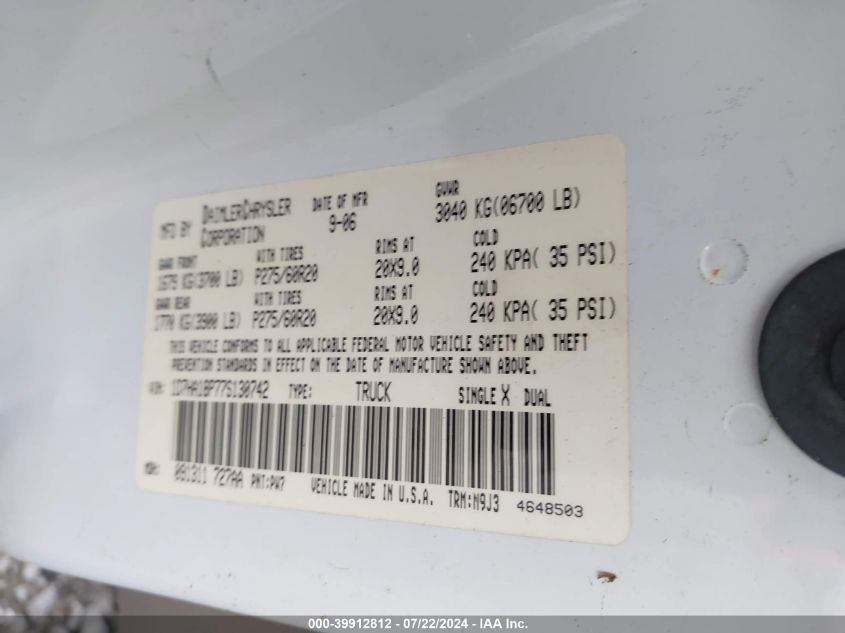 MFD BY DAIMLERCHRYSLER CORPORATION DATE OF MFR 9-06 GVWR 3040 KG(06700 LB)
GAWR FRONT WITH TIRES RIMS AT COLD
1679 KG(3700 LB) P275/60R20 20X9.0 240 KPA( 35 PSI)
GAWR REAR WITH TIRES RIMS AT COLD
1770 KG(3900 LB) P275/60R20 20X9.0 240 KPA( 35 PSI)
THIS VEHICLE CONFORMS TO ALL APPLICABLE FEDERAL MOTOR VEHICLE SAFETY AND THEFT
PREVENTION STANDARDS IN EFFECT ON THE DATE OF MANUFACTURE SHOWN ABOVE.
VIN: 1D7HA18P77S130742 TYPE: TRUCK SINGLE X DUAL
MDH: 091311 727AA PNT:PW7 VEHICLE MADE IN U.S.A. TRM:M9J3 4648503
000-39912812 / 07/22/2024 - IAA Inc.